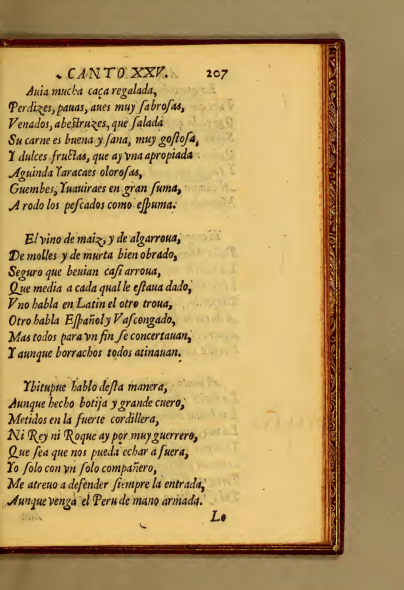 CANTO XXV. 207
Auia mucha caça regalada,
Perdizes, pauas, aues muy ſabroſas,
Venados, abeſtruzes, que ſalada
Su carne es buena y ſana, muy goſtoſa,
Y dulces fructas, que ay vna apropiada
Aguinda Yaracaes oloroſas,
Guembes, Yuauiraes en gran ſuma,
A rodo los peſcados como eſpuma.
El vino de maiz, y de algarroua,
De molles y de murta bien obrado,
Seguro que beuian caſi arroua,
Que media a cada qual le eſtaua dado,
Vno habla en Latin el otro troua,
Otro habla Eſpañol y Vaſcongado,
Mas todos para vn fin ſe concertauan,
Y aunque borrachos todos atinauan.
Ybitupue hablo deſta manera,
Aunque hecho botija y grande cuero,
Metidos en la fuerte cordillera,
Ni Rey ni Roque ay por muy guerrero,
Que ſea que nos pueda echar a fuera,
Yo ſolo con vn ſolo compañero,
Me atreuo a defender ſiempre la entrada,
Aunque venga el Peru de mano armada.
Lo